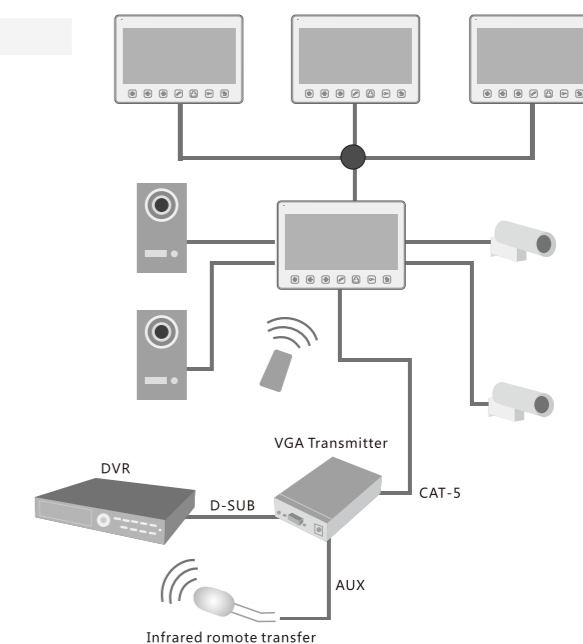 VGA Transmitter
DVR
D-SUB
CAT-5
AUX
Infrared romote transfer